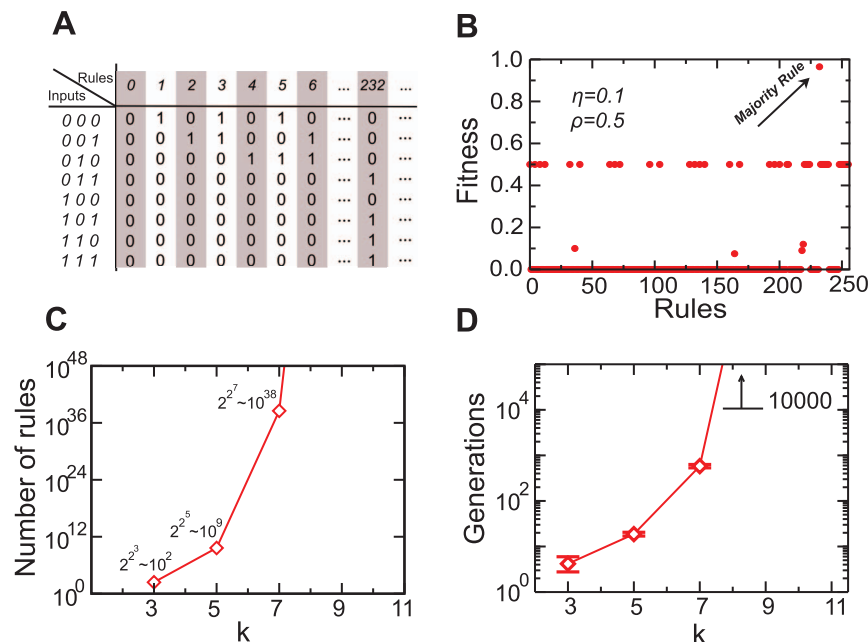 A
Rules 0 1 2 3 4 5 6 ... 232 ...
Inputs
0 0 0 0 1 0 1 0 1 0 ... 0 ...
0 0 1 0 0 1 1 0 0 1 ... 0 ...
0 1 0 0 0 0 0 1 1 1 ... 0 ...
0 1 1 0 0 0 0 0 0 0 ... 1 ...
1 0 0 0 0 0 0 0 0 0 ... 0 ...
1 0 1 0 0 0 0 0 0 0 ... 1 ...
1 1 0 0 0 0 0 0 0 0 ... 1 ...
1 1 1 0 0 0 0 0 0 0 ... 1 ...
B
1.0
0.8
0.6
0.4
0.2
0.0
Fitness
η=0.1
ρ=0.5
Majority Rule
0 50 100 150 200 250
Rules
C
10^48
10^36
10^24
10^12
10^0
Number of rules
2^2^7~10^38
2^2^5~10^9
2^2^3~10^2
3 5 7 9 11
k
D
10^4
10^2
10^0
Generations
10000
3 5 7 9 11
k